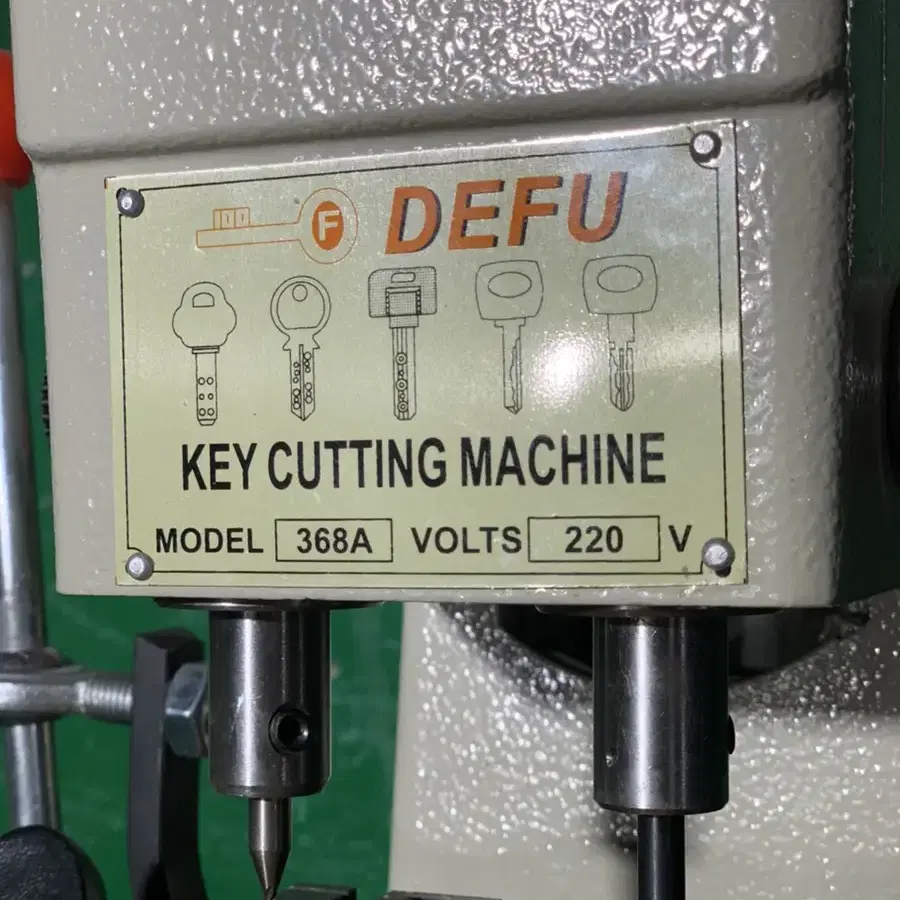 F DEFU
KEY CUTTING MACHINE
MODEL 368A VOLTS 220 V